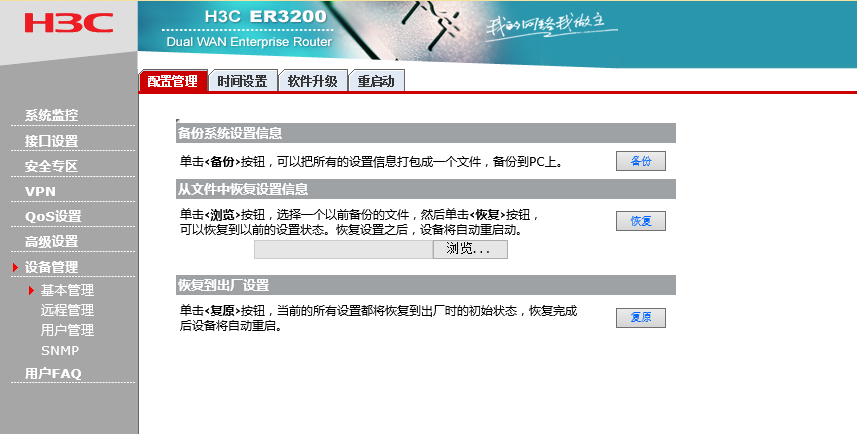 H3C
H3C ER3200
Dual WAN Enterprise Router
我的网络我做主
配置管理 时间设置 软件升级 重启动
系统监控
接口设置
安全专区
VPN
QoS设置
高级设置
设备管理
基本管理
远程管理
用户管理
SNMP
用户FAQ
备份系统设置信息
单击<备份>按钮，可以把所有的设置信息打包成一个文件，备份到PC上。
备份
从文件中恢复设置信息
单击<浏览>按钮，选择一个以前备份的文件，然后单击<恢复>按钮，
可以恢复到以前的设置状态。恢复设置之后，设备将自动重启动。
恢复
浏览...
恢复到出厂设置
单击<复原>按钮，当前的所有设置都将恢复到出厂时的初始状态，恢复完成
后设备将自动重启。
复原